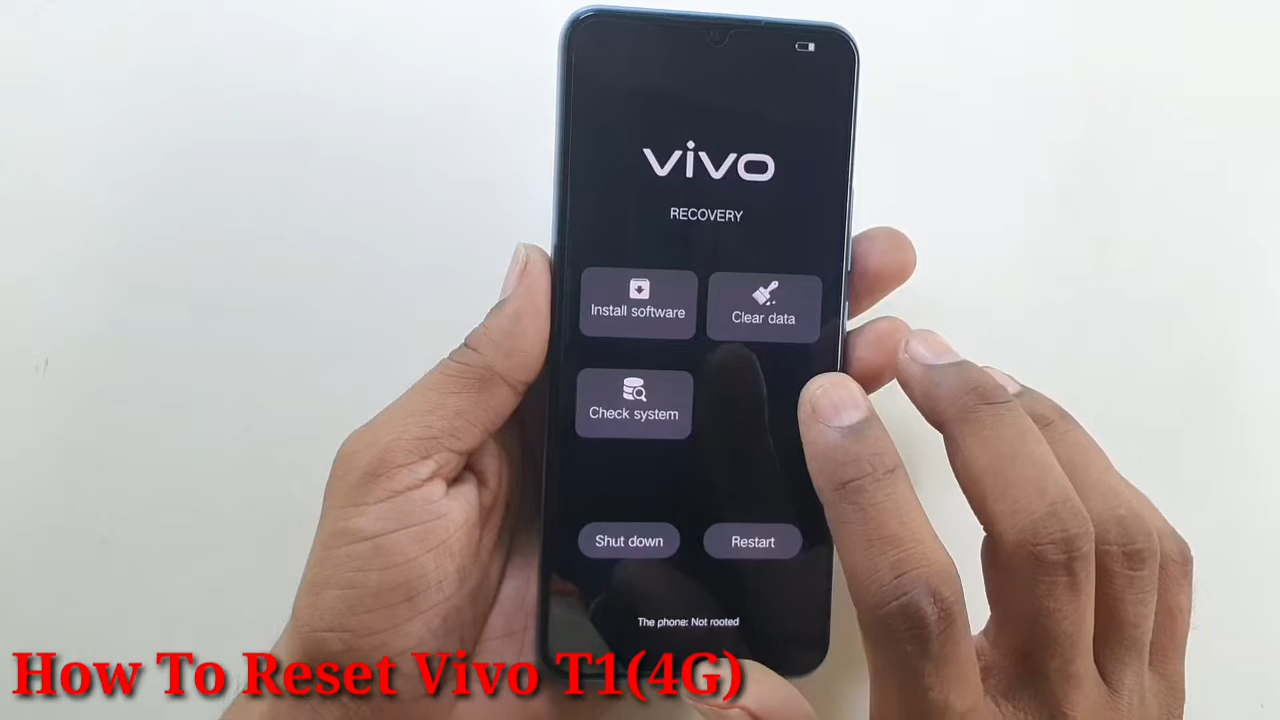 vivo
RECOVERY
Install software
Clear data
Check system
Shut down
Restart
The phone: Not rooted
How To Reset Vivo T1(4G)